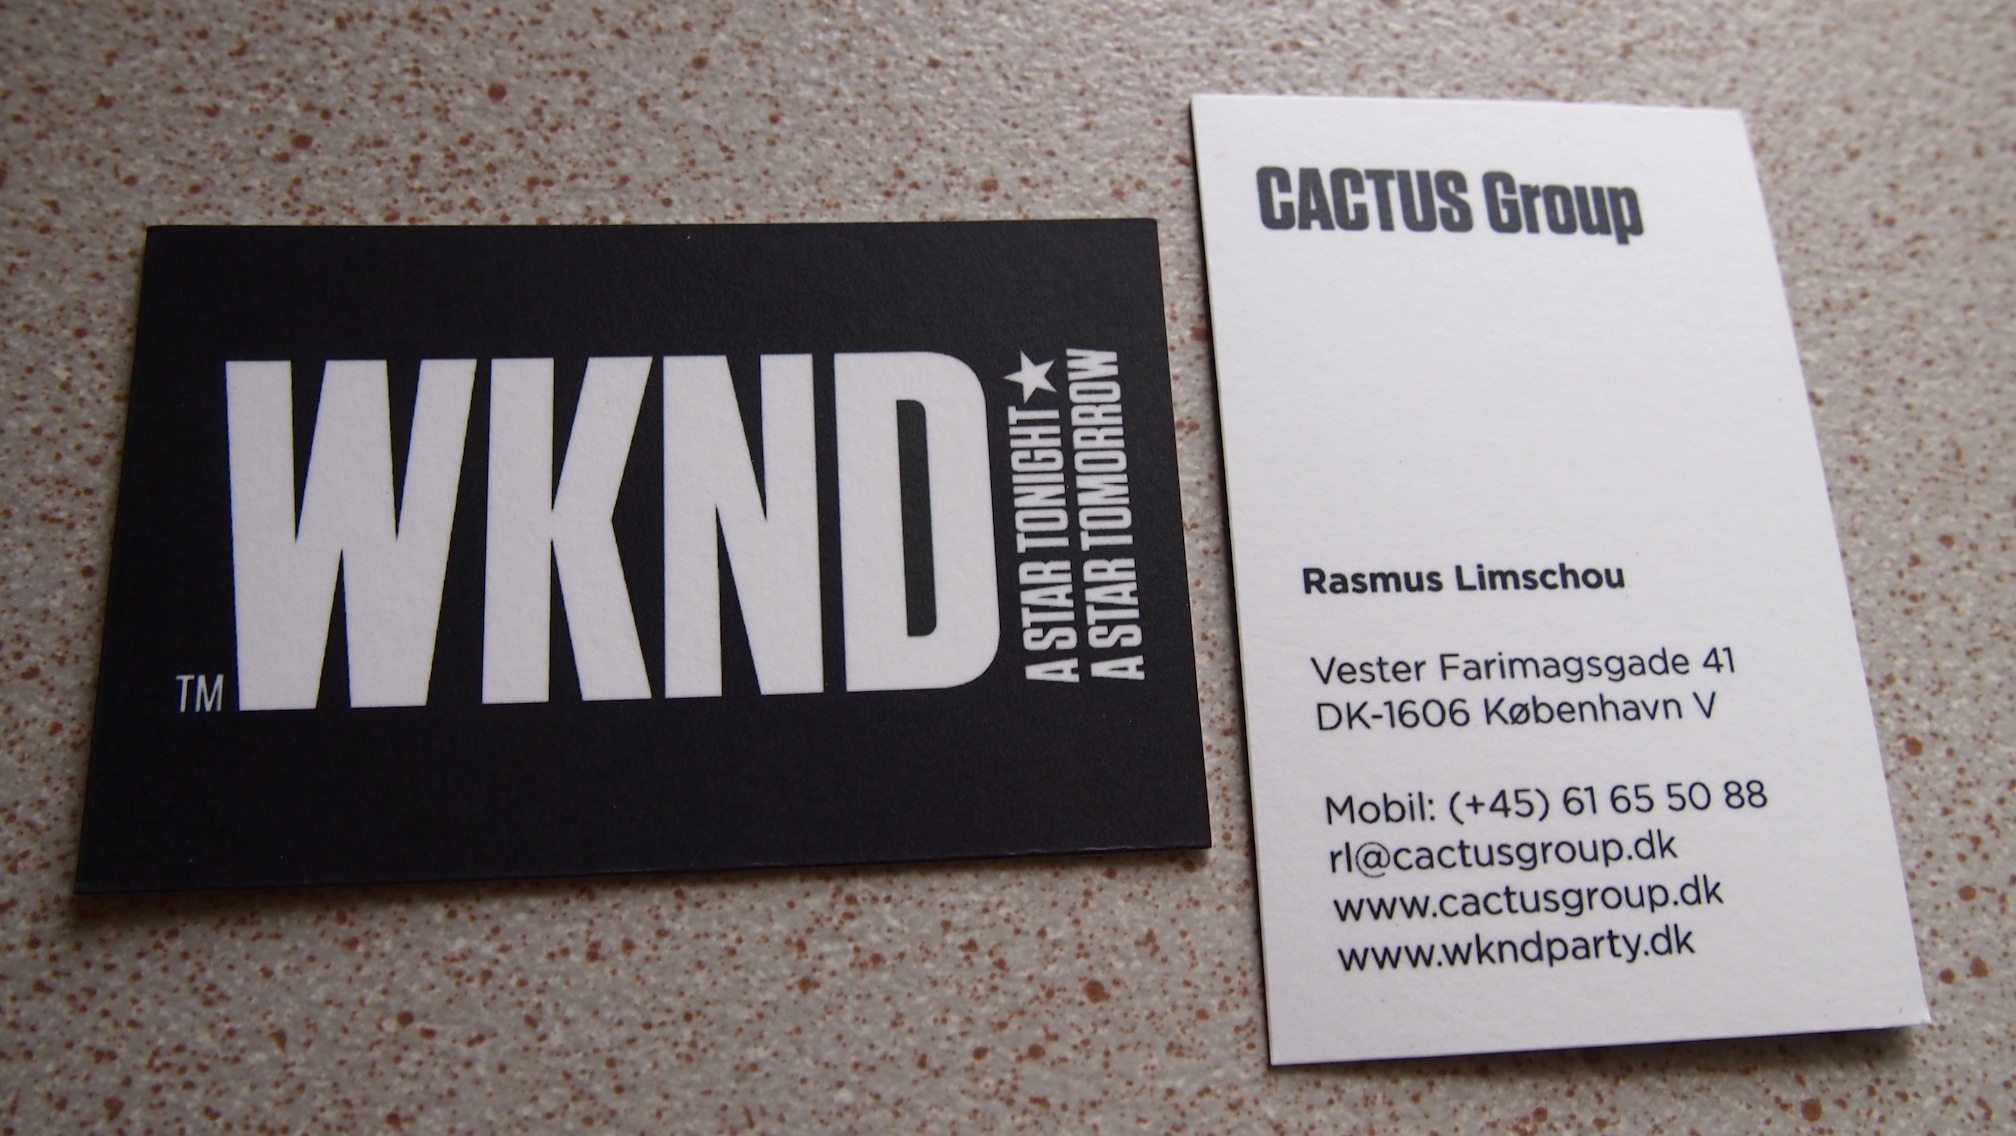 TM
WKND
A STAR TONIGHT
A STAR TOMORROW
CACTUS Group
Rasmus Limschou
Vester Farimagsgade 41
DK-1606 København V
Mobil: (+45) 61 65 50 88
rl@cactusgroup.dk
www.cactusgroup.dk
www.wkndparty.dk